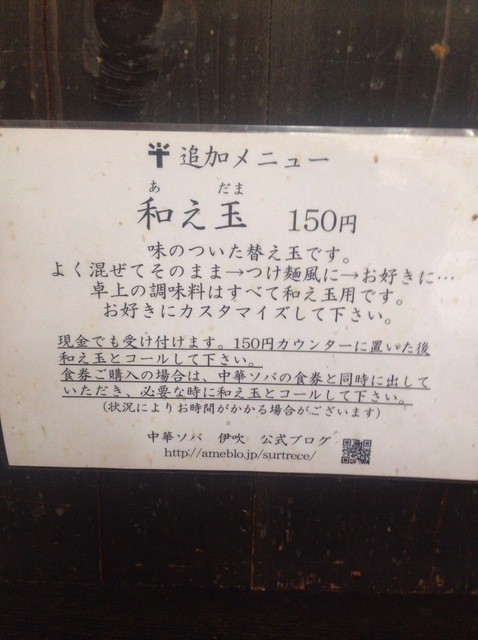 追加メニュー
あ だま
和え玉 150円
味のついた替え玉です。
よく混ぜてそのまま→つけ麺風に→お好きに…
卓上の調味料はすべて和え玉用です。
お好きにカスタマイズして下さい。
現金でも受け付けます。150円カウンターに置いた後
和え玉とコールして下さい。
食券ご購入の場合は、中華ソバの食券と同時に出して
いただき、必要な時に和え玉とコールして下さい。
(状況によりお時間がかかる場合がございます)
中華ソバ 伊吹 公式ブログ
http://ameblo.jp/surtrece/